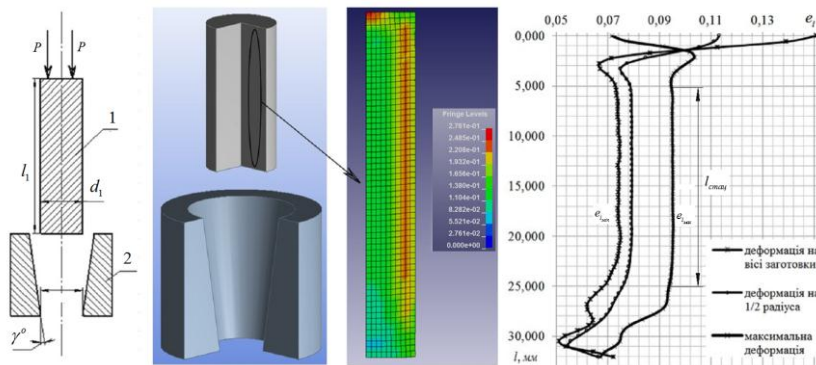 P P
1
l₁
d₁
2
γ°
Fringe Levels
2.761e-01
2.485e-01
2.208e-01
1.932e-01
1.656e-01
1.380e-01
1.104e-01
8.282e-02
5.521e-02
2.761e-02
0.000e+00
0,05 0,07 0,09 0,11 0,13 eᵢ
0,000
5,000
10,000
15,000
20,000
25,000
30,000
l, мм
lстац
деформація на
вісі заготовки
деформація на
1/2 радіуса
максимальна
деформація